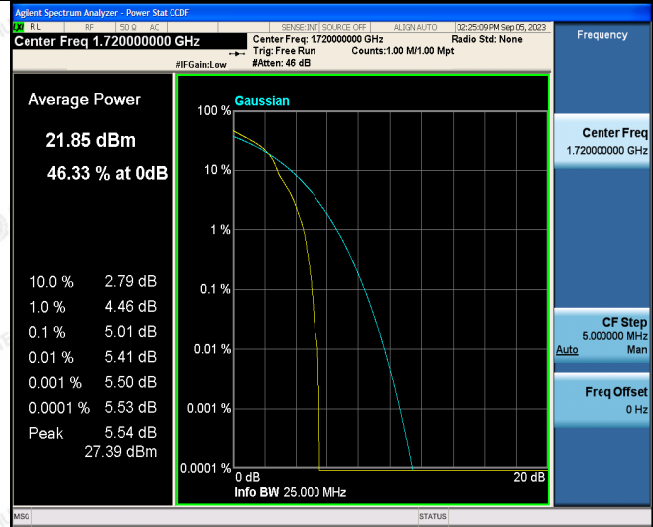 Agilent Spectrum Analyzer - Power Stat CCDF
LXI RL RF 50 Ω AC SENSE:INT SOURCE OFF ALIGN AUTO 02:25:09 PM Sep 05, 2023
Center Freq 1.720000000 GHz
Center Freq: 1.720000000 GHz Radio Std: None
Trig: Free Run Counts:1.00 M/1.00 Mpt
#IFGain:Low #Atten: 46 dB
Frequency
Average Power
21.85 dBm
46.33 % at 0dB
10.0 % 2.79 dB
1.0 % 4.46 dB
0.1 % 5.01 dB
0.01 % 5.41 dB
0.001 % 5.50 dB
0.0001 % 5.53 dB
Peak 5.54 dB
27.39 dBm
Gaussian
100 %
10 %
1 %
0.1 %
0.01 %
0.001 %
0.0001 %
0 dB 20 dB
Info BW 25.000 MHz
Center Freq
1.720000000 GHz
CF Step
5.000000 MHz
Auto Man
Freq Offset
0 Hz
MSG STATUS